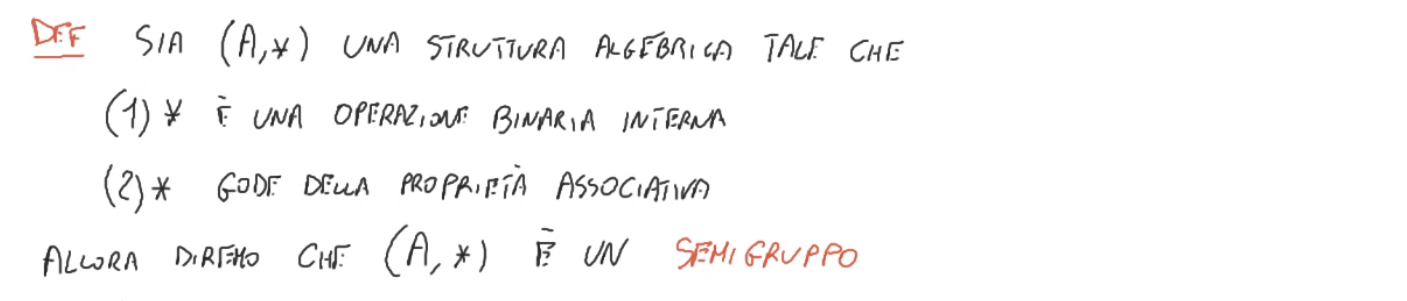 DEF SIA (A,*) UNA STRUTTURA ALGEBRICA TALE CHE
(1) * È UNA OPERAZIONE BINARIA INTERNA
(2) * GODE DELLA PROPRIETÀ ASSOCIATIVA
ALLORA DIREMO CHE (A,*) È UN SEMIGRUPPO